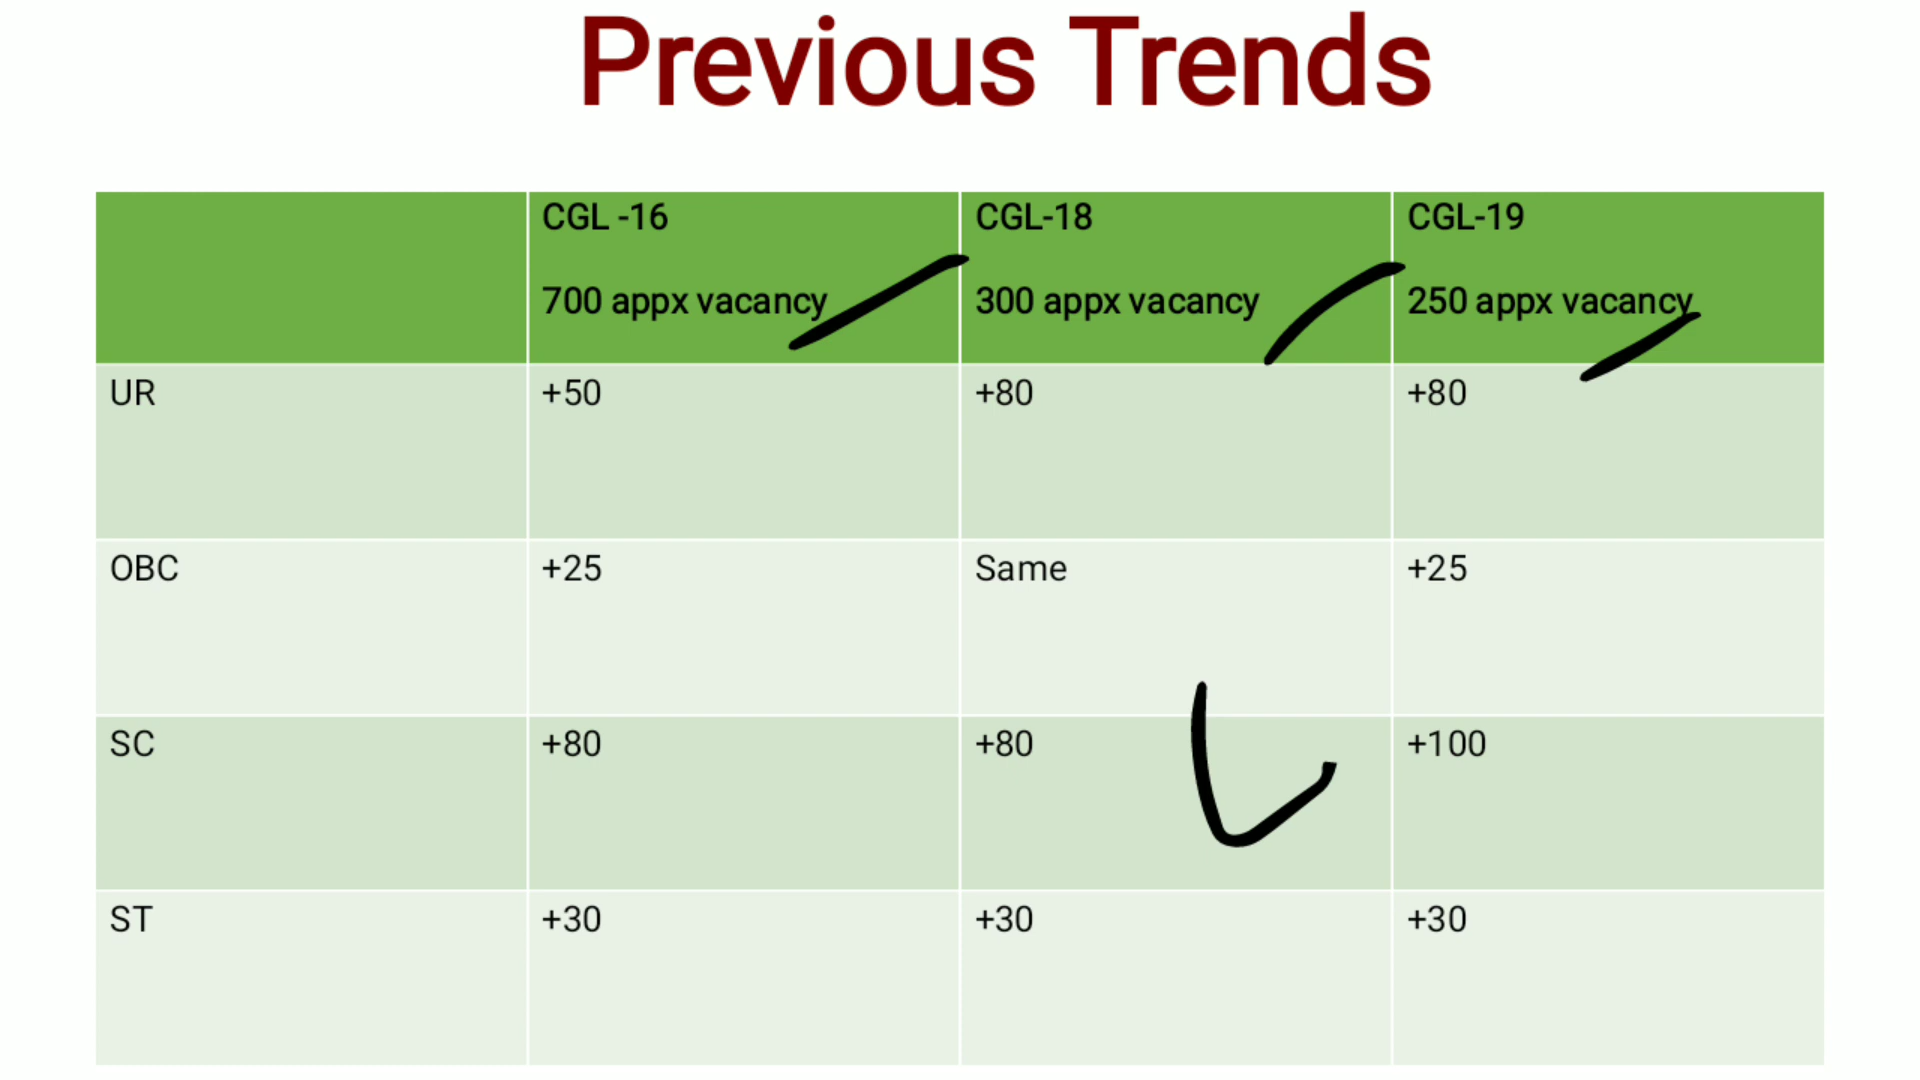 Previous Trends
CGL -16
700 appx vacancy
CGL-18
300 appx vacancy
CGL-19
250 appx vacancy
UR
+50
+80
+80
OBC
+25
Same
+25
SC
+80
+80
+100
ST
+30
+30
+30